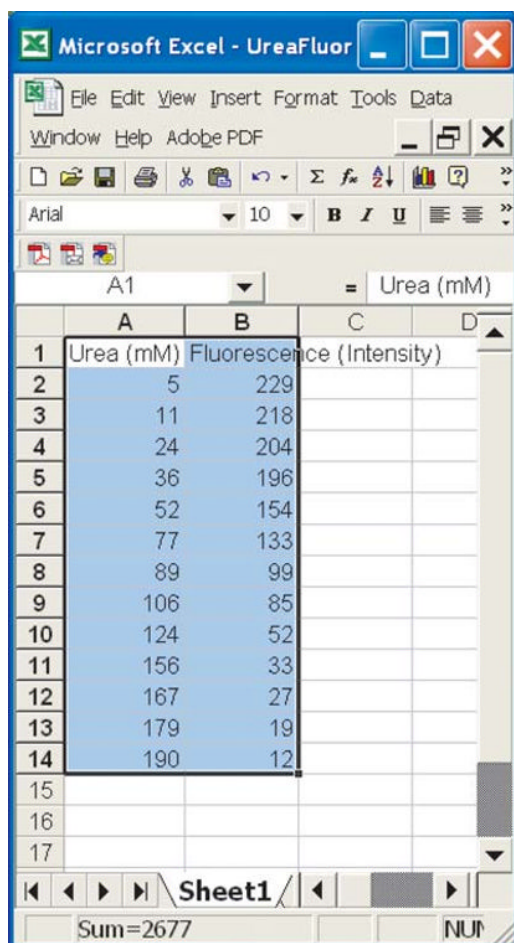 Microsoft Excel - UreaFluor
File Edit View Insert Format Tools Data
Window Help Adobe PDF
Arial 10 B I U
A1 = Urea (mM)
A B C D
1 Urea (mM) Fluorescence (Intensity)
2 5 229
3 11 218
4 24 204
5 36 196
6 52 154
7 77 133
8 89 99
9 106 85
10 124 52
11 156 33
12 167 27
13 179 19
14 190 12
15
16
17
Sheet1
Sum=2677 NUM